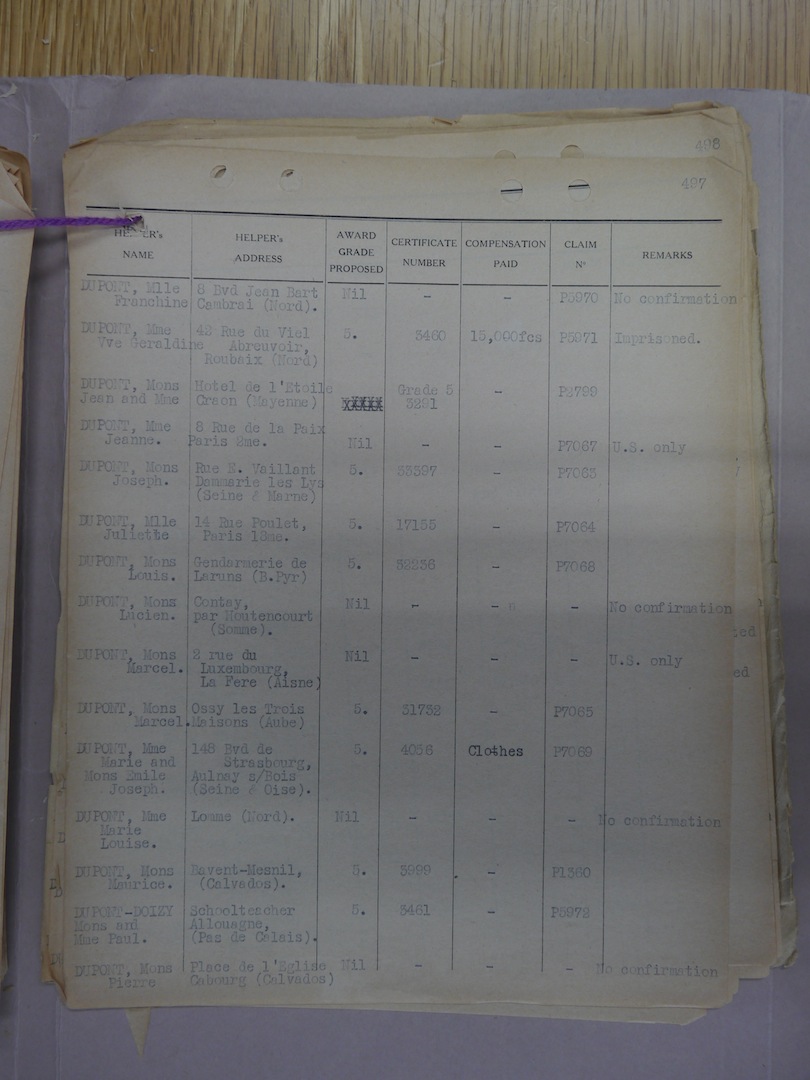 498
497
HELPER's NAME | HELPER's ADDRESS | AWARD GRADE PROPOSED | CERTIFICATE NUMBER | COMPENSATION PAID | CLAIM N° | REMARKS
DUPONT, Mlle | 8 Bvd Jean Bart | Nil | - | - | P5970 | No confirmation
Franchine | Cambrai (Nord).
DUPONT, Mme | 42 Rue du Viel | 5. | 3460 | 15,000fcs | P5971 | Imprisoned.
Vve Geraldine | Abreuvoir,
Roubaix (Nord)
DUPONT, Mons | Hotel de l'Etoile | Grade 5 | - | P2799
Jean and Mme | Craon (Mayenne) | 3291
DUPONT, Mme | 8 Rue de la Paix
Jeanne. | Paris 2me. | Nil | - | - | P7067 | U.S. only
DUPONT, Mons | Rue E. Vaillant | 5. | 33397 | - | P7063
Joseph. | Dammarie les Lys
(Seine & Marne)
DUPONT, Mlle | 14 Rue Poulet, | 5. | 17155 | - | P7064
Juliette | Paris 18me.
DUPONT, Mons | Gendarmerie de | 5. | 32236 | - | P7068
Louis. | Laruns (B.Pyr)
DUPONT, Mons | Contay, | Nil | - | - | - | No confirmation
Lucien. | par Houtencourt
(Somme).
DUPONT, Mons | 2 rue du | Nil | - | - | - | U.S. only
Marcel. | Luxembourg,
La Fere (Aisne)
DUPONT, Mons | Ossy les Trois | 5. | 31732 | - | P7065
Marcel. | Maisons (Aube)
DUPONT, Mme | 148 Bvd de | 5. | 4056 | Clothes | P7069
Marie and | Strasbourg,
Mons Emile | Aulnay s/Bois
Joseph. | (Seine & Oise).
DUPONT, Mme | Lomme (Nord). | Nil | - | - | - | No confirmation
Marie
Louise.
DUPONT, Mons | Bavent-Mesnil, | 5. | 3999 | - | P1360
Maurice. | (Calvados).
DUPONT-DOIZY | Schoolteacher | 5. | 3461 | - | P5972
Mons and | Allouagne,
Mme Paul. | (Pas de Calais).
DUPONT, Mons | Place de l'Eglise | Nil | - | - | - | No confirmation
Pierre | Cabourg (Calvados)